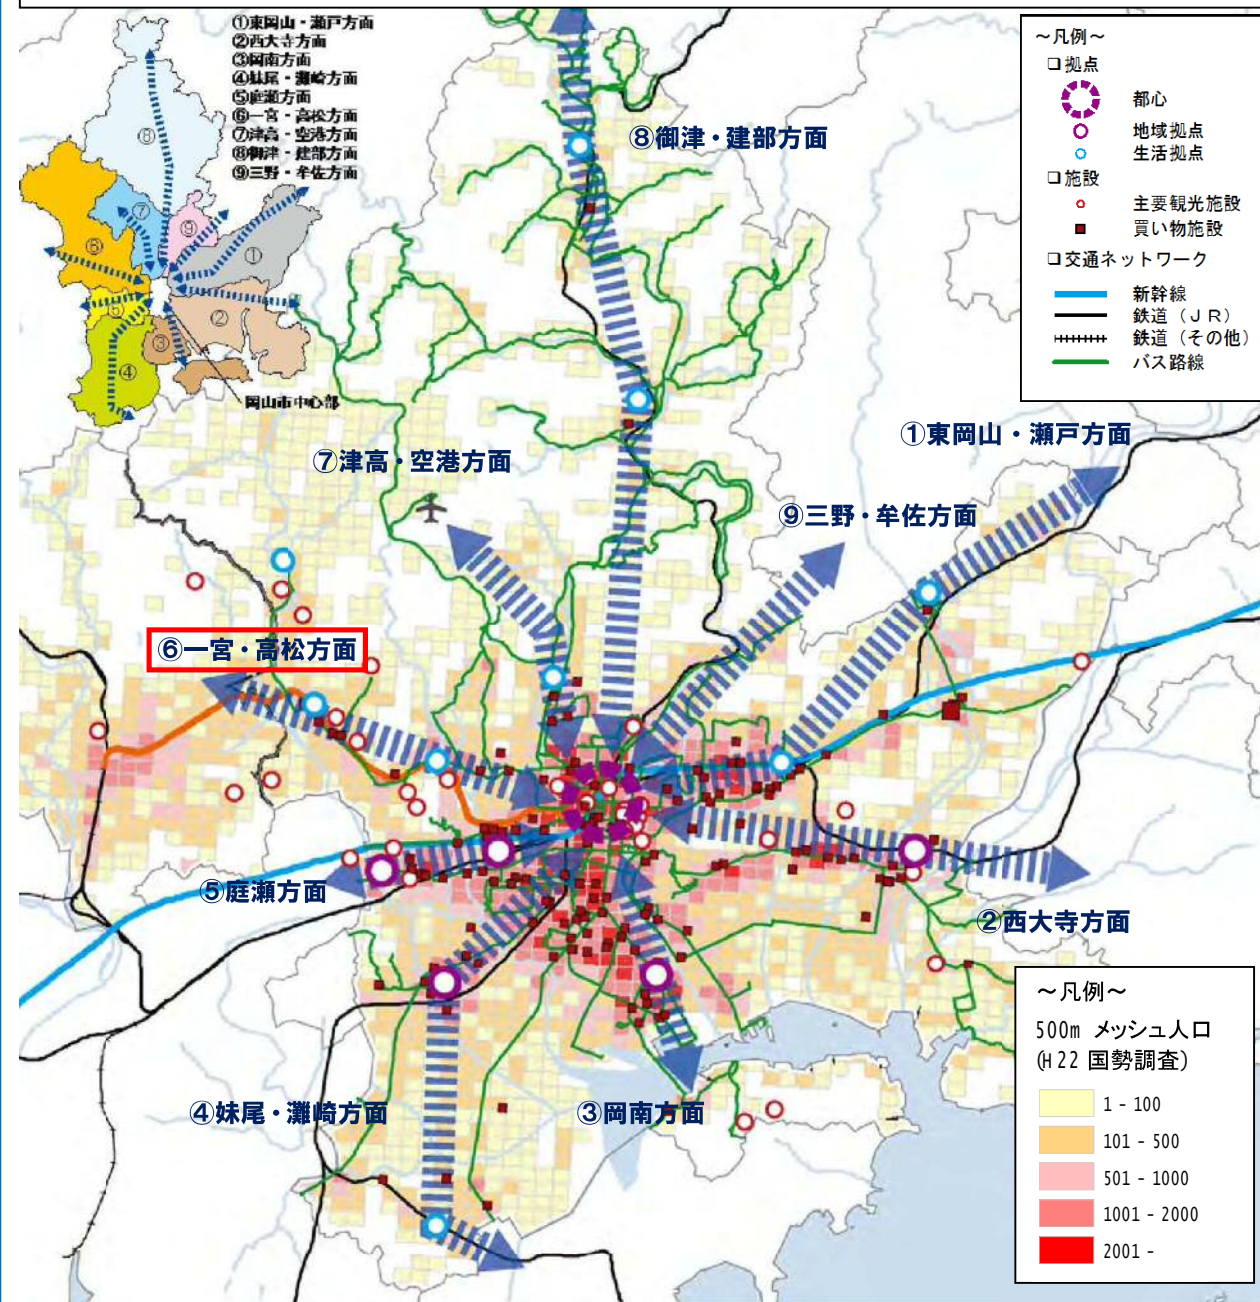 ①東岡山・瀬戸方面
②西大寺方面
③岡南方面
④妹尾・灘崎方面
⑤庭瀬方面
⑥一宮・高松方面
⑦津高・空港方面
⑧御津・建部方面
⑨三野・牟佐方面
⑧
⑦
⑨
⑧
①
⑤
②
③
④
岡山市中心部
～凡例～
□拠点
都心
地域拠点
生活拠点
□施設
主要観光施設
買い物施設
□交通ネットワーク
新幹線
鉄道（ＪＲ）
鉄道（その他）
バス路線
⑧御津・建部方面
①東岡山・瀬戸方面
⑦津高・空港方面
⑨三野・牟佐方面
⑥一宮・高松方面
⑤庭瀬方面
②西大寺方面
④妹尾・灘崎方面
③岡南方面
～凡例～
500m メッシュ人口
(H22 国勢調査)
1 - 100
101 - 500
501 - 1000
1001 - 2000
2001 -